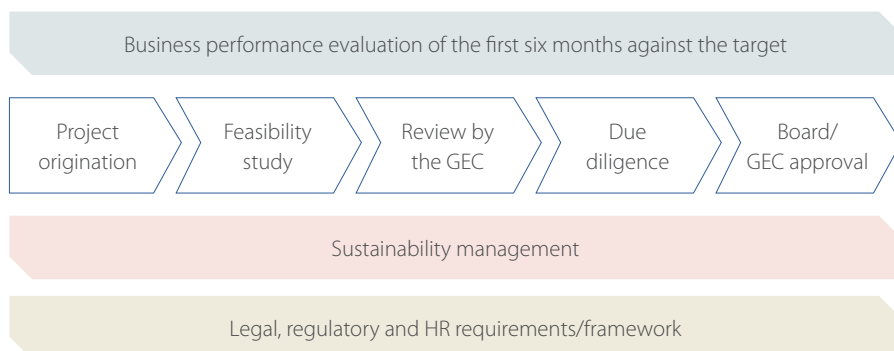 Business performance evaluation of the first six months against the target
Project
origination
Feasibility
study
Review by
the GEC
Due
diligence
Board/
GEC approval
Sustainability management
Legal, regulatory and HR requirements/framework